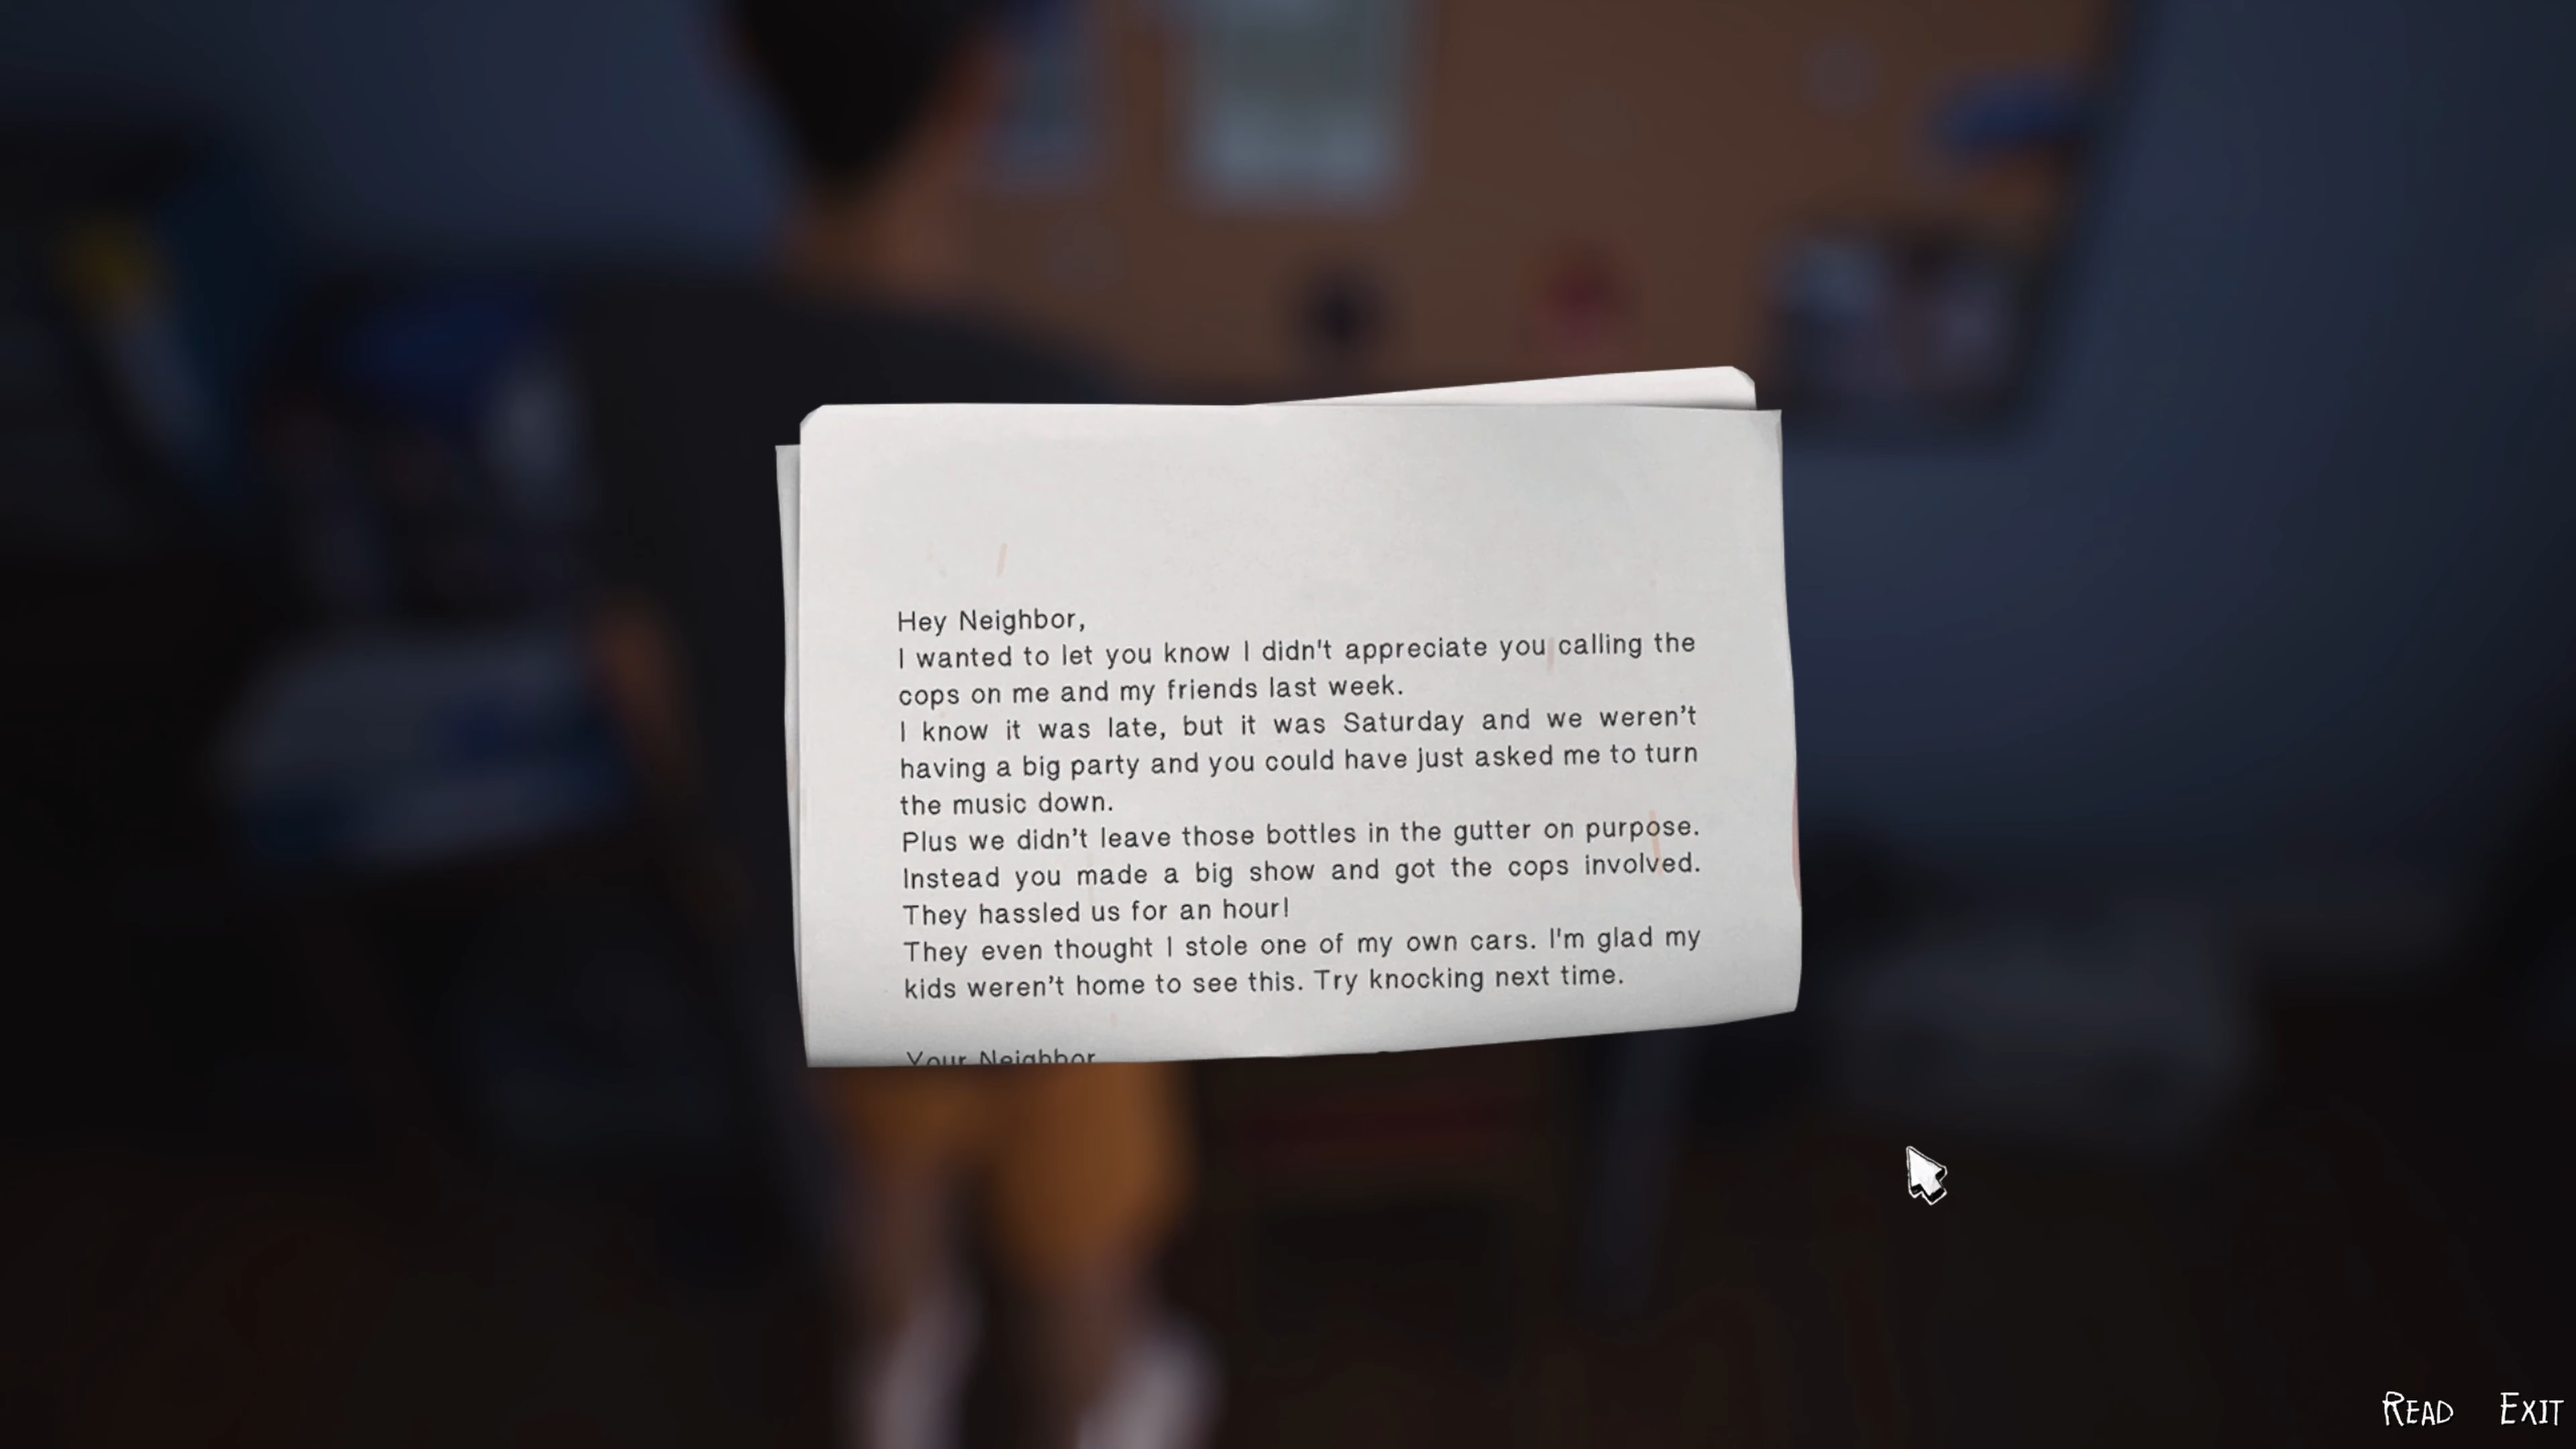 Hey Neighbor,
I wanted to let you know I didn't appreciate you calling the
cops on me and my friends last week.
I know it was late, but it was Saturday and we weren't
having a big party and you could have just asked me to turn
the music down.
Plus we didn't leave those bottles in the gutter on purpose.
Instead you made a big show and got the cops involved.
They hassled us for an hour!
They even thought I stole one of my own cars. I'm glad my
kids weren't home to see this. Try knocking next time.
Your Neighbor
READ EXIT